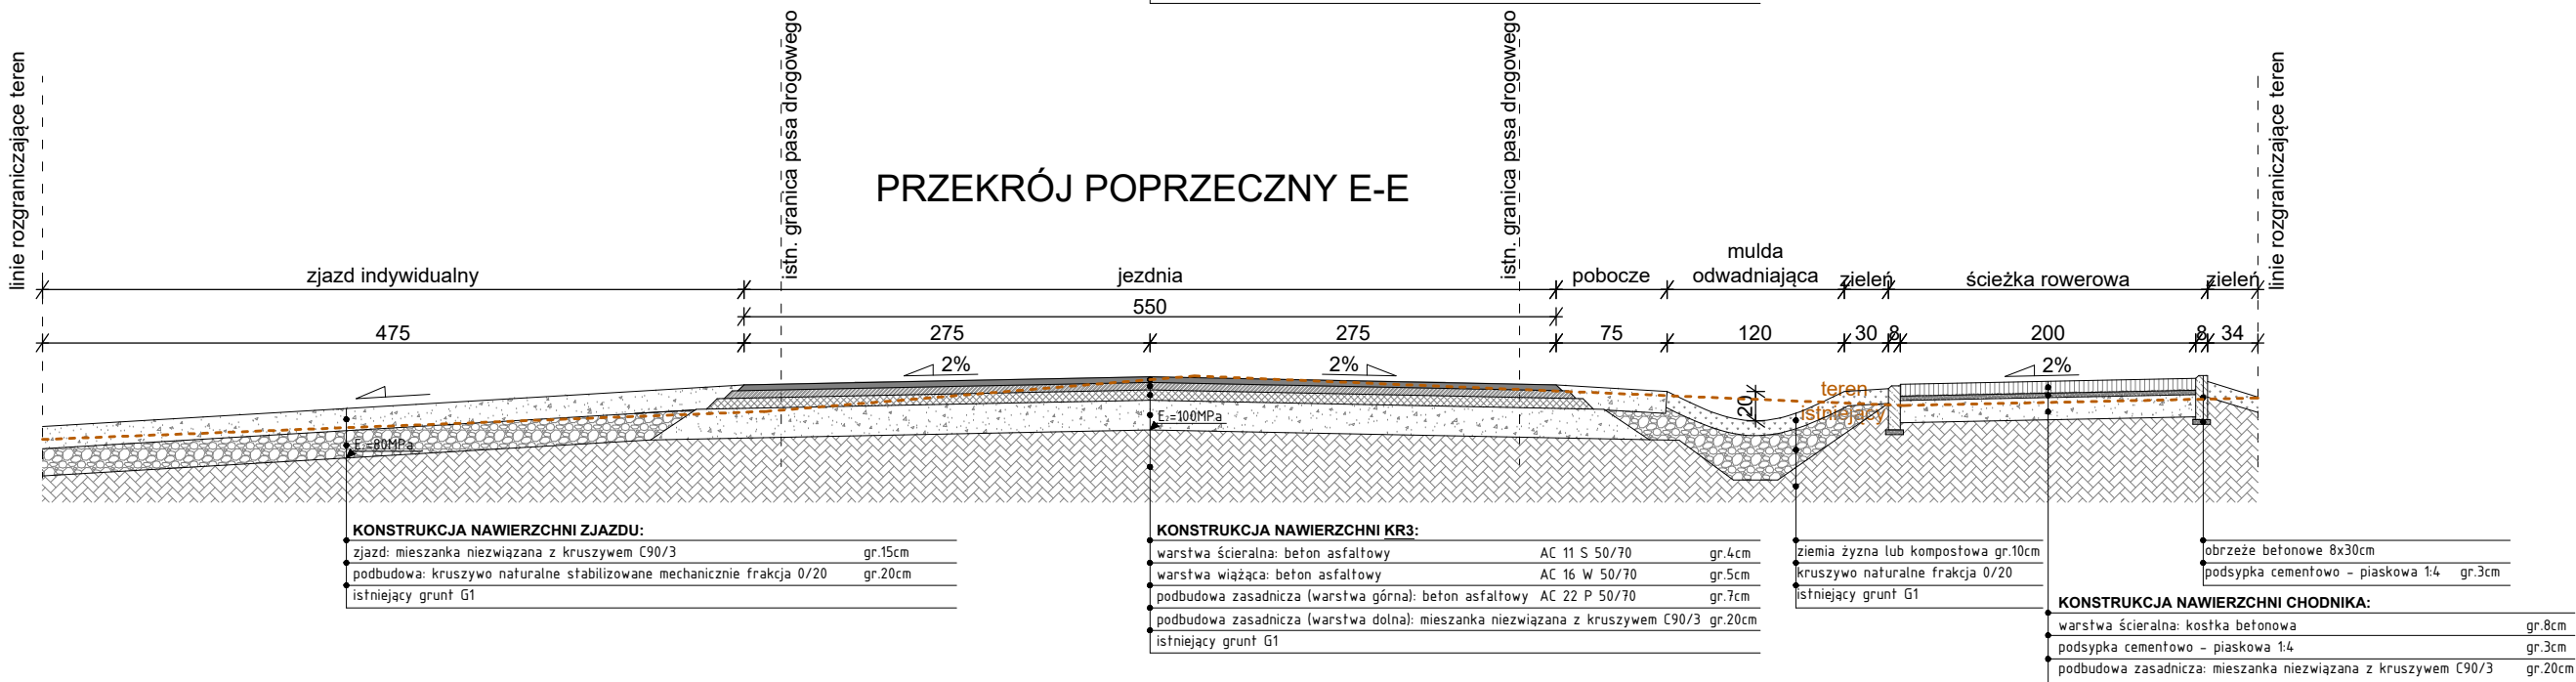 linie rozgraniczające teren
istn. granica pasa drogowego
istn. granica pasa drogowego
linie rozgraniczające teren
PRZEKRÓJ POPRZECZNY E-E
zjazd indywidualny
jezdnia
pobocze
mulda
odwadniająca
zieleń
ścieżka rowerowa
zieleń
550
475
275
275
75
120
30
8
200
8
34
2%
2%
2%
20
teren
istniejący
E₂=80MPa
E₂=100MPa
KONSTRUKCJA NAWIERZCHNI ZJAZDU:
zjazd: mieszanka niezwiązana z kruszywem C90/3 gr.15cm
podbudowa: kruszywo naturalne stabilizowane mechanicznie frakcja 0/20 gr.20cm
istniejący grunt G1
KONSTRUKCJA NAWIERZCHNI KR3:
warstwa ścieralna: beton asfaltowy AC 11 S 50/70 gr.4cm
warstwa wiążąca: beton asfaltowy AC 16 W 50/70 gr.5cm
podbudowa zasadnicza (warstwa górna): beton asfaltowy AC 22 P 50/70 gr.7cm
podbudowa zasadnicza (warstwa dolna): mieszanka niezwiązana z kruszywem C90/3 gr.20cm
istniejący grunt G1
ziemia żyzna lub kompostowa gr.10cm
kruszywo naturalne frakcja 0/20
istniejący grunt G1
obrzeże betonowe 8x30cm
podsypka cementowo - piaskowa 1:4 gr.3cm
KONSTRUKCJA NAWIERZCHNI CHODNIKA:
warstwa ścieralna: kostka betonowa gr.8cm
podsypka cementowo - piaskowa 1:4 gr.3cm
podbudowa zasadnicza: mieszanka niezwiązana z kruszywem C90/3 gr.20cm